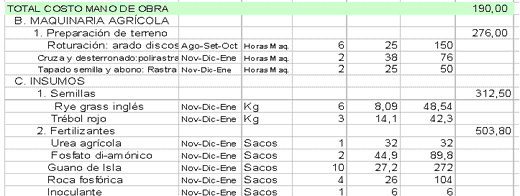 TOTAL COSTO MANO DE OBRA 190,00
B. MAQUINARIA AGRÍCOLA
1. Preparación de terreno 276,00
Roturación: arado discos Ago-Set-Oct Horas Maq. 6 25 150
Cruza y desterronado:polirastra Nov-Dic-Ene Horas Maq. 2 38 76
Tapado semilla y abono: Rastra Nov-Dic-Ene Horas Maq. 2 25 50
C. INSUMOS
1. Semillas 312,50
Rye grass inglés Nov-Dic-Ene Kg 6 8,09 48,54
Trébol rojo Nov-Dic-Ene Kg 3 14,1 42,3
2. Fertilizantes 503,80
Urea agrícola Nov-Dic-Ene Sacos 1 32 32
Fosfato di-amónico Nov-Dic-Ene Sacos 2 44,9 89,8
Guano de Isla Nov-Dic-Ene Sacos 10 27,2 272
Roca fosfórica Nov-Dic-Ene Sacos 4 26 104
Inoculante Nov-Dic-Ene Sacos 1 6 6